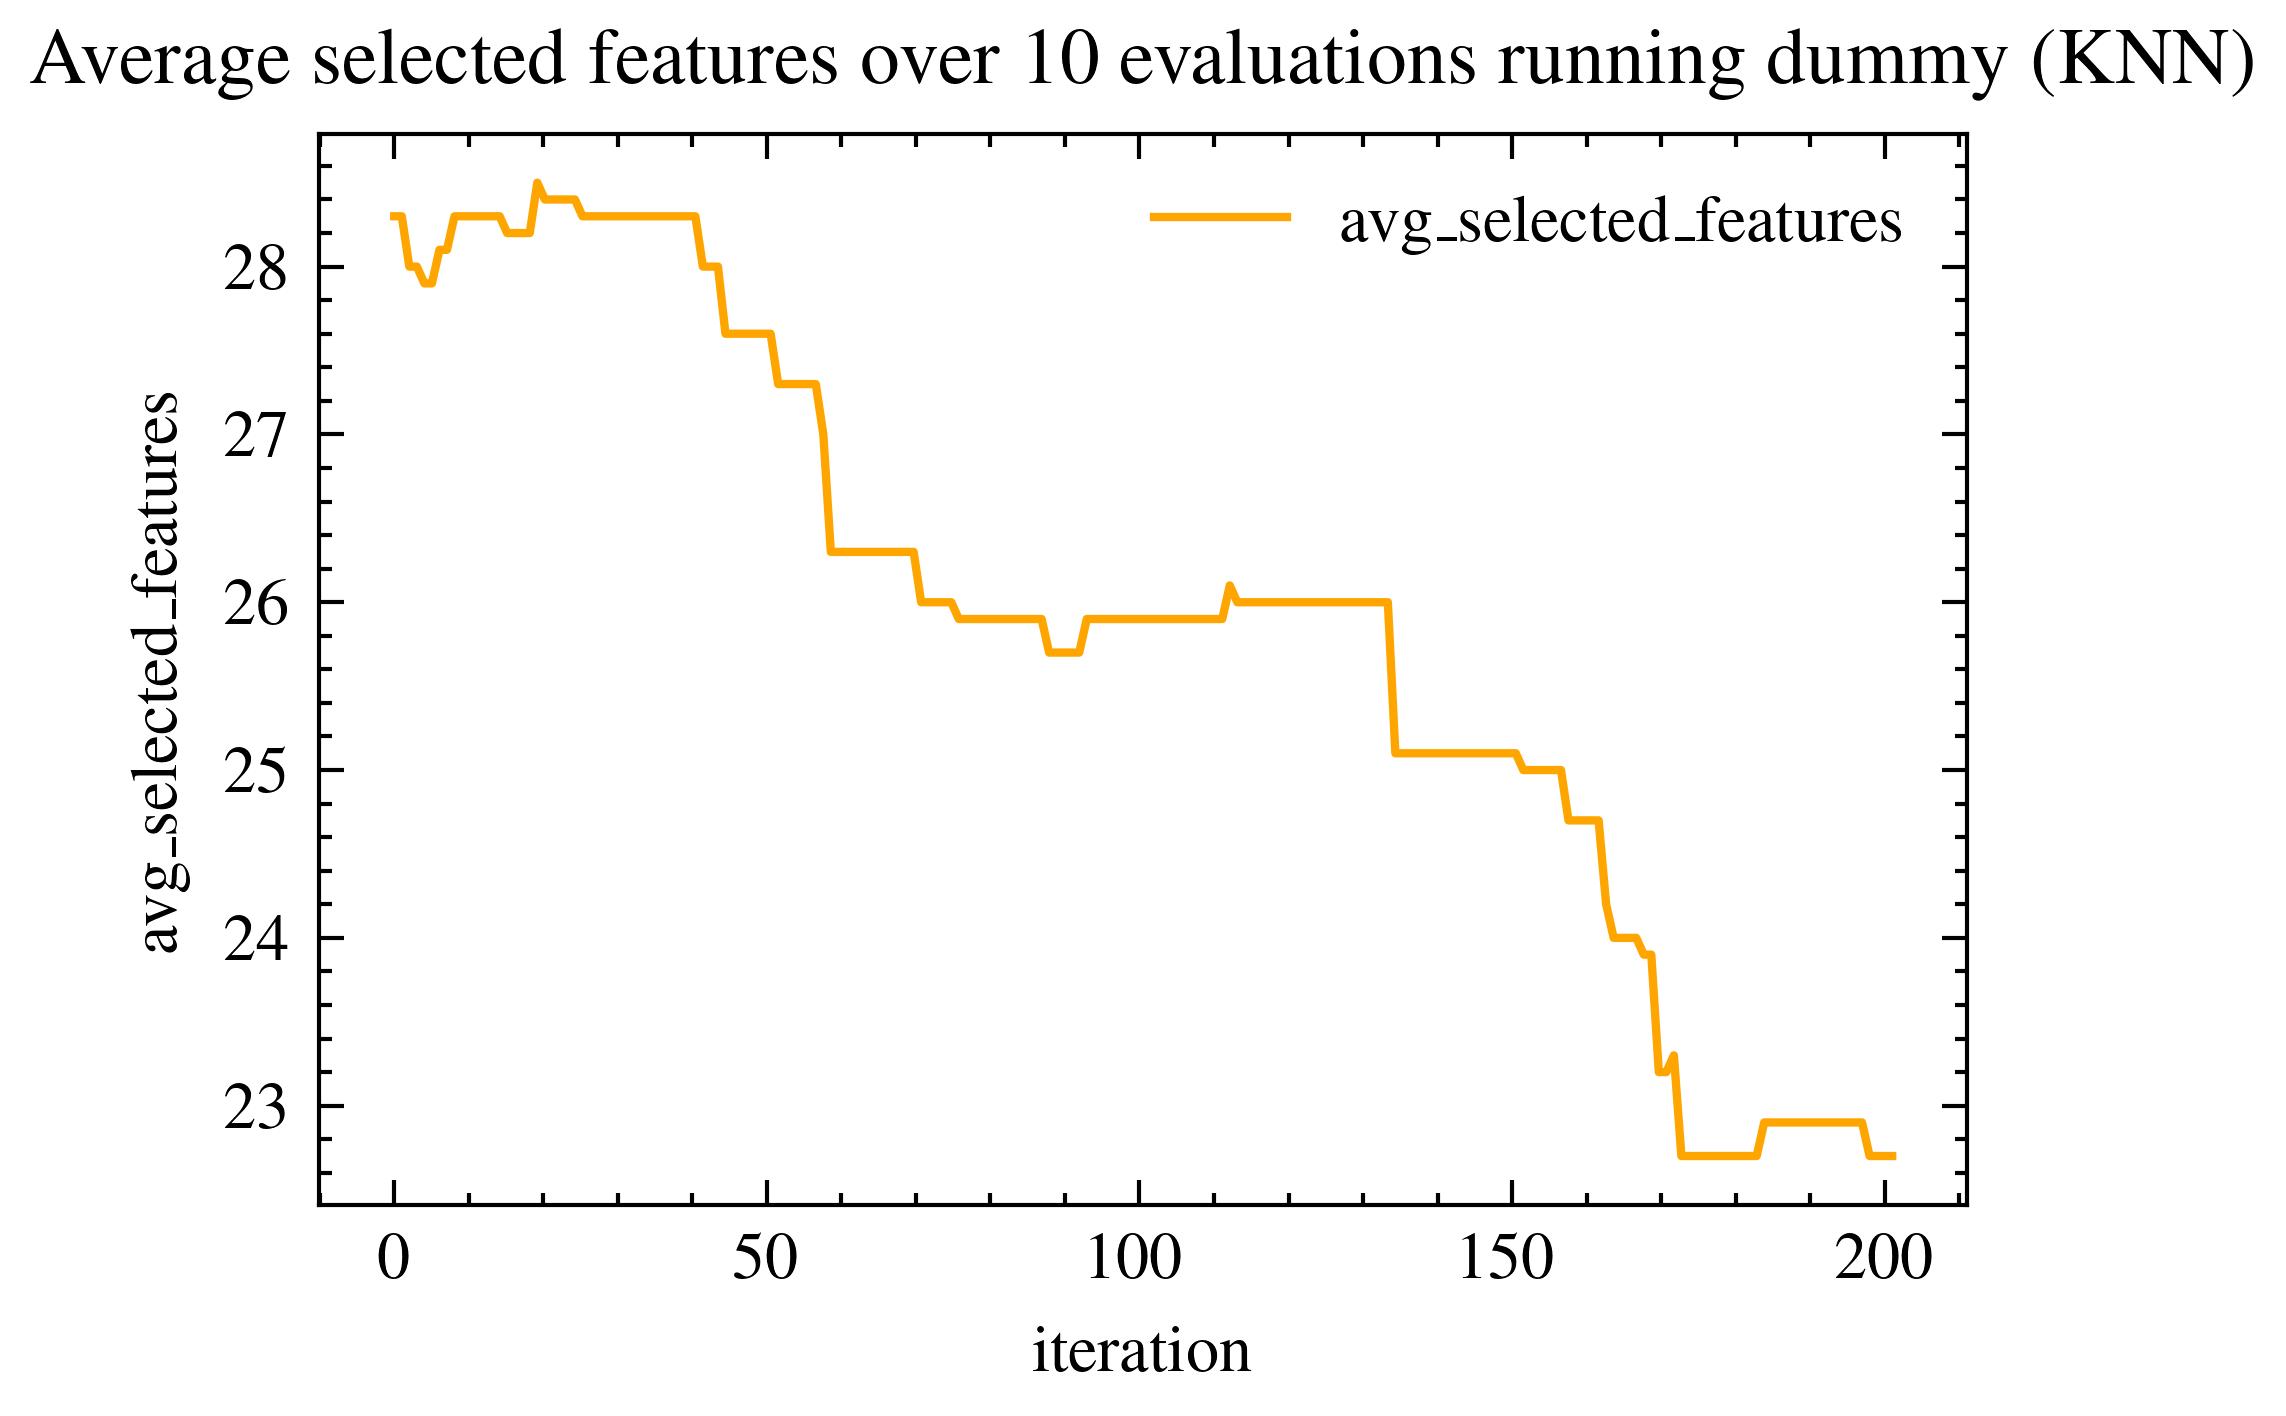 Average selected features over 10 evaluations running dummy (KNN)
avg_selected_features
28
27
26
25
24
23
avg_selected_features
0 50 100 150 200
iteration